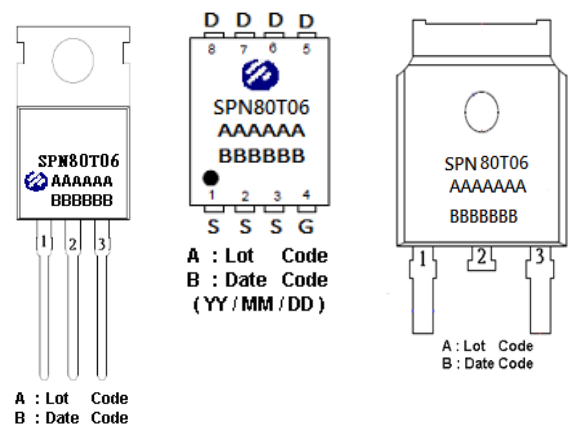 SPN80T06
AAAAAA
BBBBBB
1 2 3
A : Lot Code
B : Date Code
D D D D
8 7 6 5
SPN80T06
AAAAAA
BBBBBB
1 2 3 4
S S S G
A : Lot Code
B : Date Code
( YY / MM / DD )
SPN 80T06
AAAAAAA
BBBBBBB
1 2 3
A : Lot Code
B : Date Code